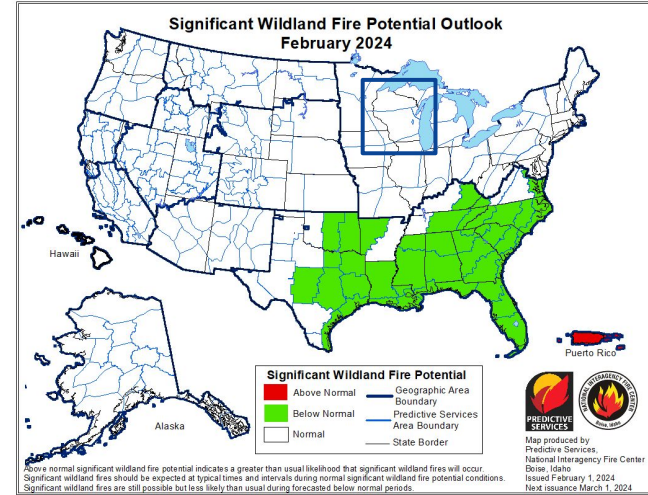 Significant Wildland Fire Potential Outlook
February 2024
Hawaii
Alaska
Puerto Rico
Significant Wildland Fire Potential
Above Normal
Below Normal
Normal
Geographic Area
Boundary
Predictive Services
Area Boundary
State Border
PREDICTIVE
SERVICES
NATIONAL INTERAGENCY FIRE CENTER
Boise, Idaho
Map produced by
Predictive Services,
National Interagency Fire Center
Boise, Idaho
Issued February 1, 2024
Next issuance March 1, 2024
Above normal significant wildland fire potential indicates a greater than usual likelihood that significant wildland fires will occur.
Significant wildland fires should be expected at typical times and intervals during normal significant wildland fire potential conditions.
Significant wildland fires are still possible but less likely than usual during forecasted below normal periods.